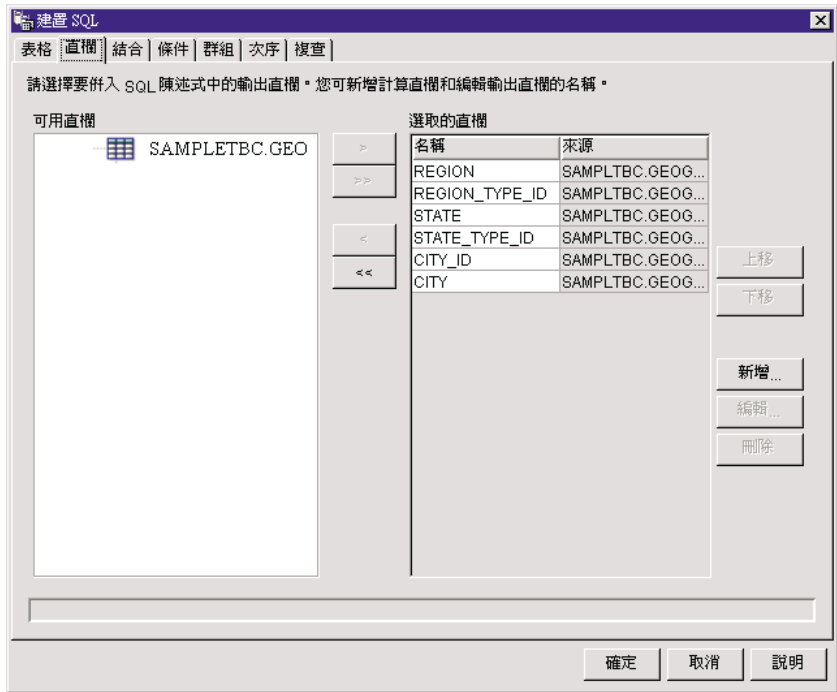 建置 SQL
表格 直欄 結合 條件 群組 次序 複查
請選擇要併入 SQL 陳述式中的輸出直欄。您可新增計算直欄和編輯輸出直欄的名稱。
可用直欄
SAMPLETBC.GEO
>
>>
<
<<
選取的直欄
名稱 來源
REGION SAMPLTBC.GEOG...
REGION_TYPE_ID SAMPLTBC.GEOG...
STATE SAMPLTBC.GEOG...
STATE_TYPE_ID SAMPLTBC.GEOG...
CITY_ID SAMPLTBC.GEOG...
CITY SAMPLTBC.GEOG...
上移
下移
新增...
編輯...
刪除
確定 取消 說明